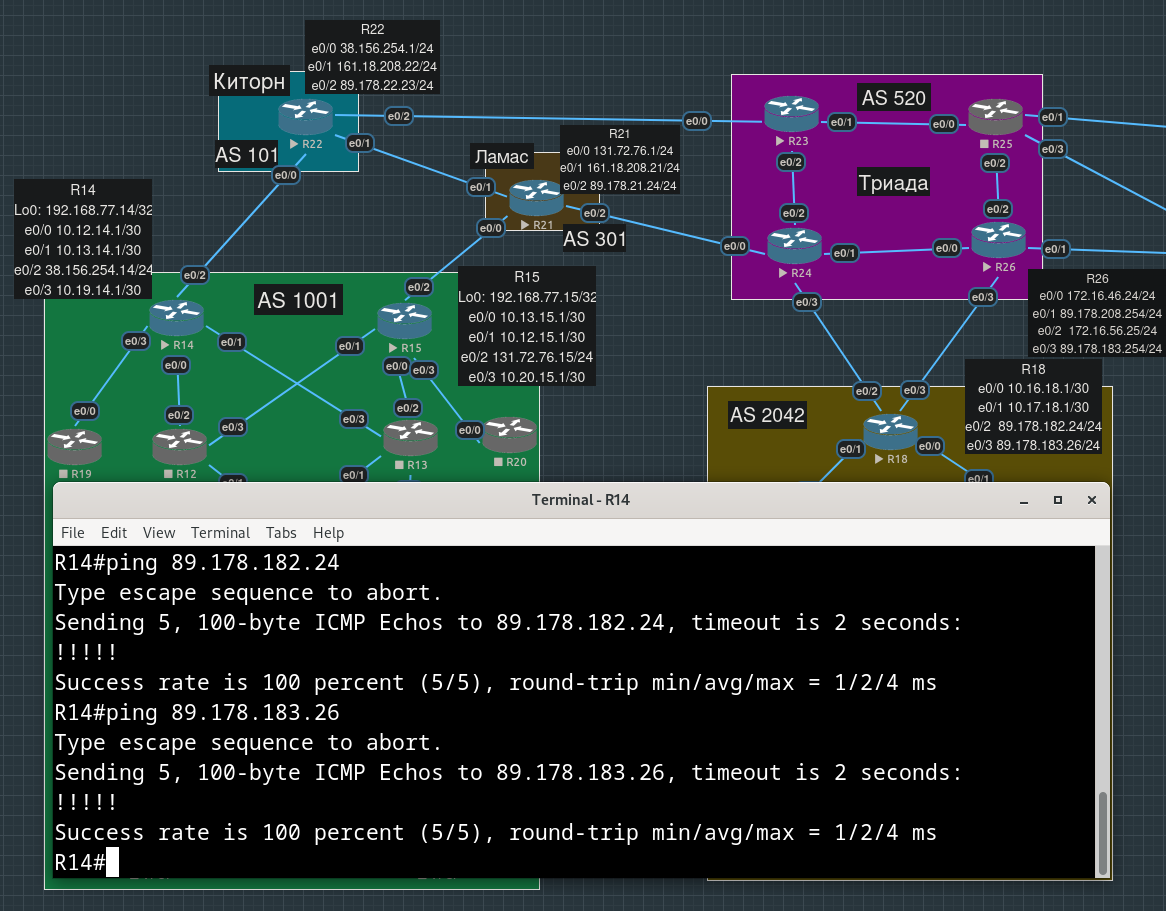 R22
e0/0 38.156.254.1/24
e0/1 161.18.208.22/24
e0/2 89.178.22.23/24
Киторн
R22
AS 101
e0/2
e0/1
e0/0
R21
e0/0 131.72.76.1/24
e0/1 161.18.208.21/24
e0/2 89.178.21.24/24
Ламас
e0/1
R21
e0/2
e0/0
AS 301
AS 520
e0/0
R23
e0/1
e0/0
R25
e0/1
e0/3
e0/2
e0/2
Триада
e0/2
e0/2
e0/0
R24
e0/1
e0/0
R26
e0/1
e0/3
e0/3
R14
Lo0: 192.168.77.14/32
e0/0 10.12.14.1/30
e0/1 10.13.14.1/30
e0/2 38.156.254.14/24
e0/3 10.19.14.1/30
R15
Lo0: 192.168.77.15/32
e0/0 10.13.15.1/30
e0/1 10.12.15.1/30
e0/2 131.72.76.15/24
e0/3 10.20.15.1/30
R26
e0/0 172.16.46.24/24
e0/1 89.178.208.254/24
e0/2 172.16.56.25/24
e0/3 89.178.183.254/24
AS 1001
e0/2
e0/2
R14
R15
e0/3
e0/1
e0/1
e0/0
e0/0
e0/3
e0/0
e0/2
e0/3
e0/3
e0/2
e0/0
R19
R12
R13
R20
e0/1
e0/1
R18
e0/0 10.16.18.1/30
e0/1 10.17.18.1/30
e0/2 89.178.182.24/24
e0/3 89.178.183.26/24
AS 2042
e0/2
e0/3
e0/1
e0/0
R18
e0/1
Terminal - R14
File Edit View Terminal Tabs Help
R14#ping 89.178.182.24
Type escape sequence to abort.
Sending 5, 100-byte ICMP Echos to 89.178.182.24, timeout is 2 seconds:
!!!!!
Success rate is 100 percent (5/5), round-trip min/avg/max = 1/2/4 ms
R14#ping 89.178.183.26
Type escape sequence to abort.
Sending 5, 100-byte ICMP Echos to 89.178.183.26, timeout is 2 seconds:
!!!!!
Success rate is 100 percent (5/5), round-trip min/avg/max = 1/2/4 ms
R14#